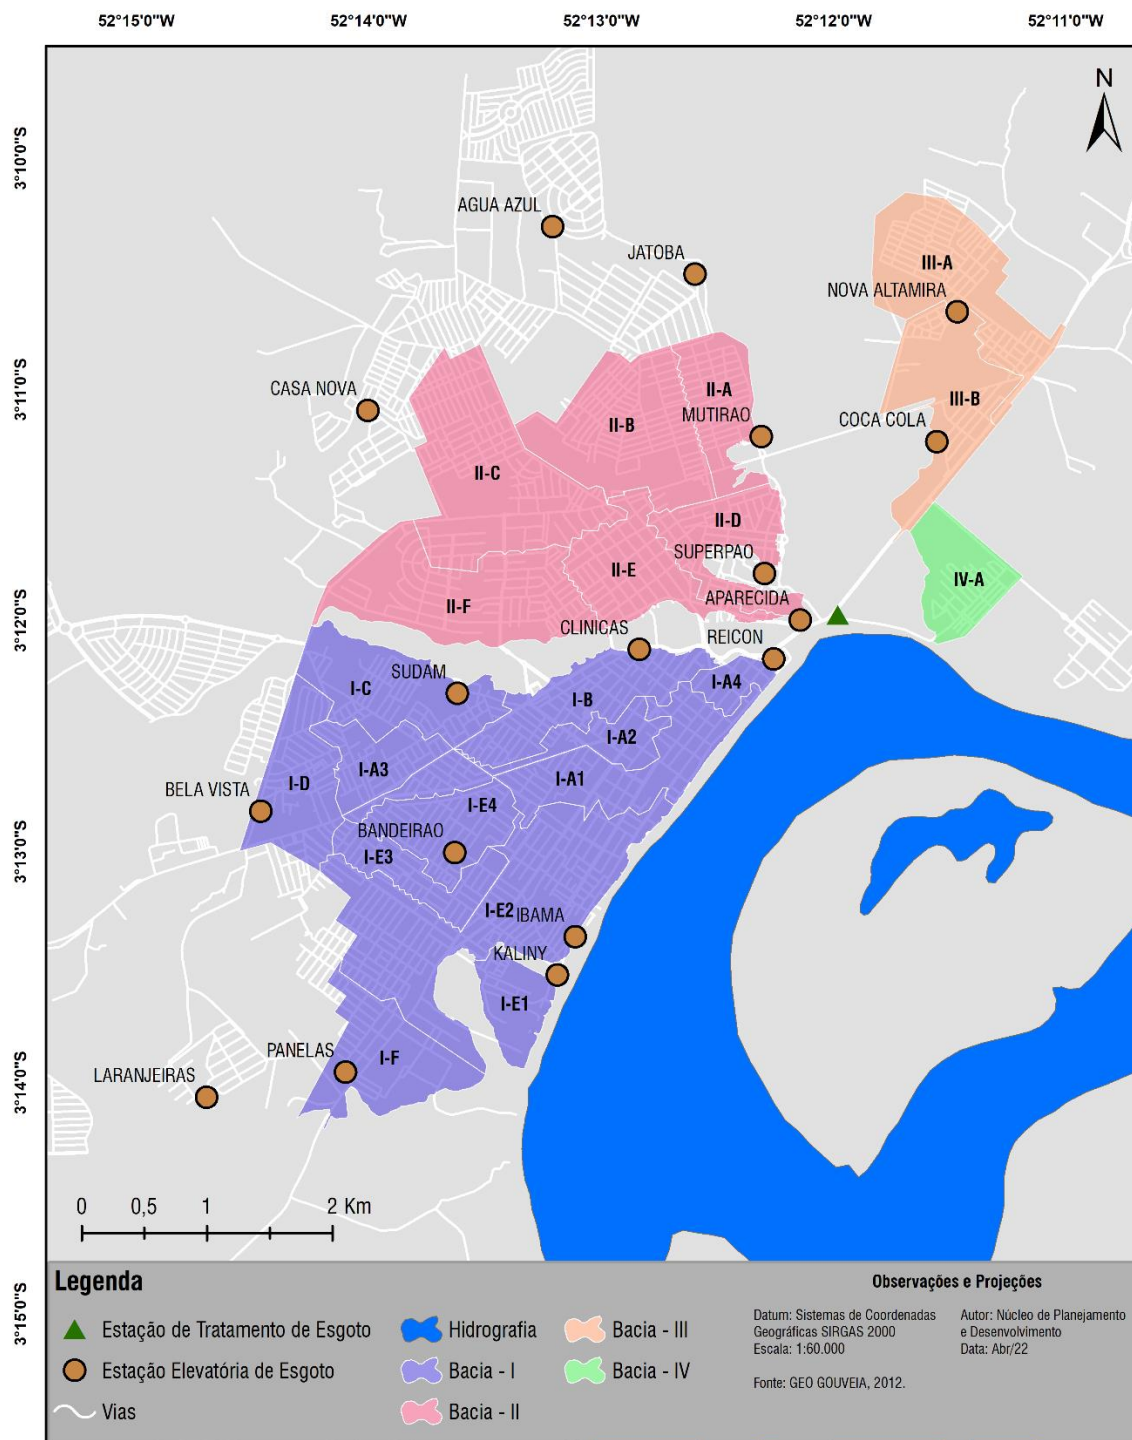 52°15'0"W 52°14'0"W 52°13'0"W 52°12'0"W 52°11'0"W
N
3°10'0"S
AGUA AZUL
JATOBA
III-A
NOVA ALTAMIRA
3°11'0"S
CASA NOVA
II-A
III-B
MUTIRAO
COCA COLA
II-B
II-C
II-D
SUPERPAO
II-E
IV-A
II-F
APARECIDA
3°12'0"S
CLINICAS
REICON
SUDAM
I-C
I-A4
I-B
I-A2
I-A3
I-A1
I-D
BELA VISTA
I-E4
BANDEIRAO
3°13'0"S
I-E3
I-E2
IBAMA
KALINY
I-E1
PANELAS
I-F
LARANJEIRAS
3°14'0"S
0 0,5 1 2 Km
3°15'0"S
Legenda
Estação de Tratamento de Esgoto
Estação Elevatória de Esgoto
Vias
Hidrografia
Bacia - I
Bacia - II
Bacia - III
Bacia - IV
Observações e Projeções
Datum: Sistemas de Coordenadas
Geográficas SIRGAS 2000
Escala: 1:60.000
Fonte: GEO GOUVEIA, 2012.
Autor: Núcleo de Planejamento
e Desenvolvimento
Data: Abr/22